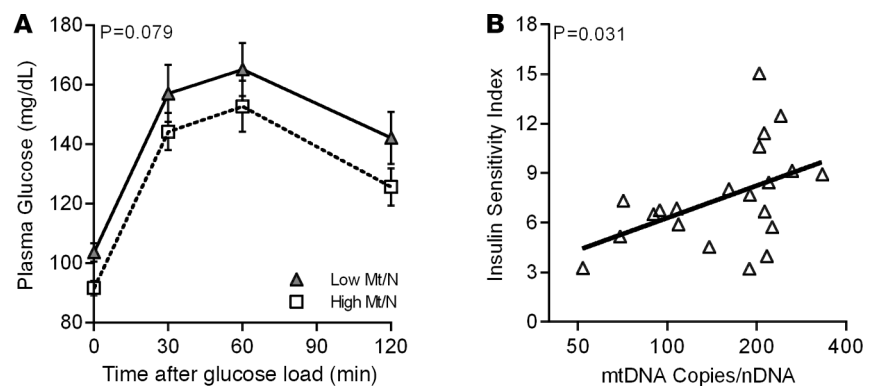 A
P=0.079
Plasma Glucose (mg/dL)
180
160
140
120
100
80
0
30
60
90
120
Time after glucose load (min)
Low Mt/N
High Mt/N
B
P=0.031
Insulin Sensitivity Index
18
15
12
9
6
3
0
50
100
200
400
mtDNA Copies/nDNA